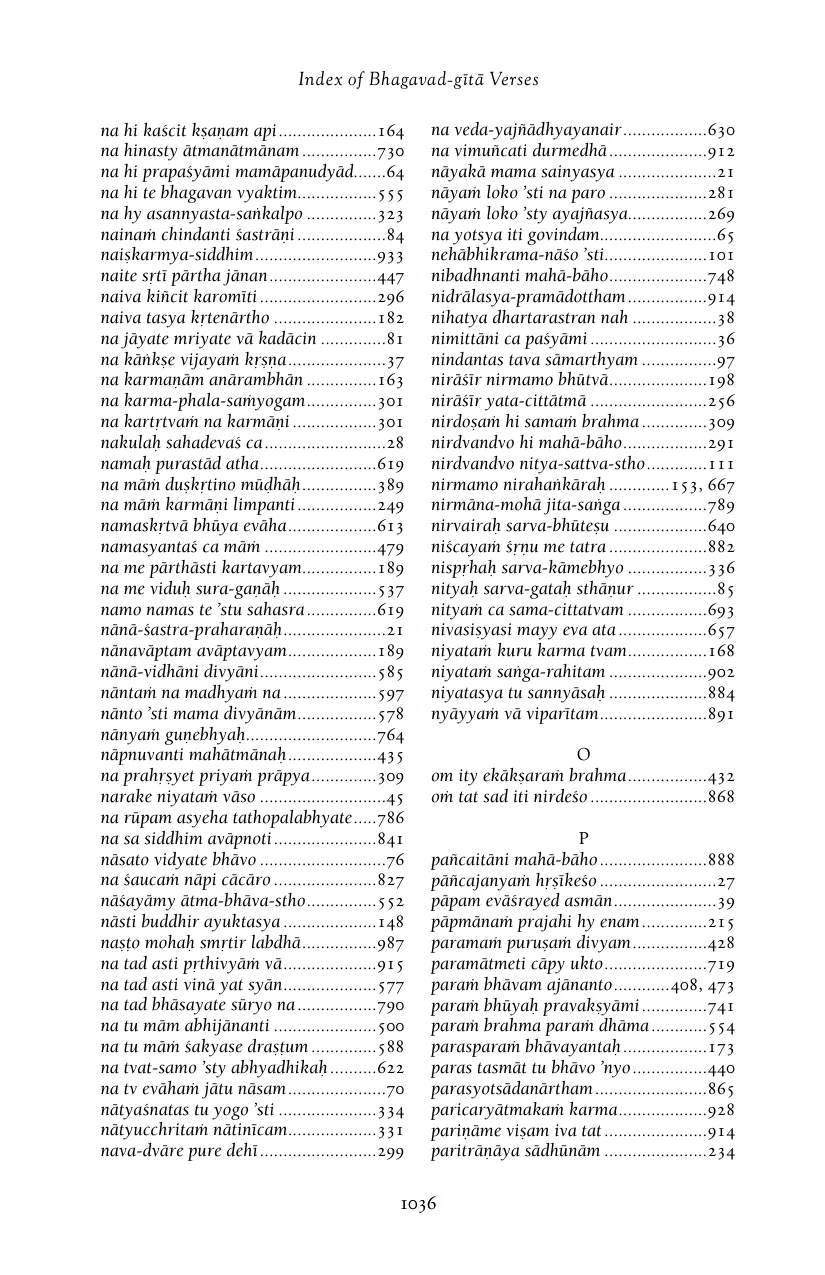 Index of Bhagavad-gītā Verses
na hi kaścit kṣaṇam api.....................164
na hinasty ātmanātmānam................730
na hi prapaśyāmi mamāpanudyād.......64
na hi te bhagavan vyaktim.................555
na hy asannyasta-saṅkalpo ...............323
nainaṁ chindanti śastrāṇi...................84
naiṣkarmya-siddhim..........................933
naite sṛtī pārtha jānan.......................447
naiva kiñcit karomīti.........................296
naiva tasya kṛtenārtho ......................182
na jāyate mriyate vā kadācin ..............81
na kāṅkṣe vijayaṁ kṛṣṇa.....................37
na karmaṇām anārambhān ...............163
na karma-phala-saṁyogam...............301
na kartṛtvaṁ na karmāṇi..................301
nakulaḥ sahadevaś ca..........................28
namaḥ purastād atha.........................619
na māṁ duṣkṛtino mūḍhāḥ................389
na māṁ karmāṇi limpanti.................249
namaskṛtvā bhūya evāha...................613
namasyantaś ca māṁ ........................479
na me pārthāsti kartavyam................189
na me viduḥ sura-gaṇāḥ ....................537
namo namas te ’stu sahasra...............619
nānā-śastra-praharaṇāḥ......................21
nānavāptam avāptavyam...................189
nānā-vidhāni divyāni.........................585
nāntaṁ na madhyaṁ na....................597
nānto ’sti mama divyānām.................578
nānyaṁ guṇebhyaḥ............................764
nāpnuvanti mahātmānaḥ...................435
na prahṛṣyet priyaṁ prāpya..............309
narake niyataṁ vāso ...........................45
na rūpam asyeha tathopalabhyate.....786
na sa siddhim avāpnoti......................841
nāsato vidyate bhāvo ...........................76
na śaucaṁ nāpi cācāro.......................827
nāśayāmy ātma-bhāva-stho...............552
nāsti buddhir ayuktasya....................148
naṣṭo mohaḥ smṛtir labdhā................987
na tad asti pṛthivyāṁ vā....................915
na tad asti vinā yat syān....................577
na tad bhāsayate sūryo na.................790
na tu mām abhijānanti ......................500
na tu māṁ śakyase draṣṭum..............588
na tvat-samo ’sty abhyadhikaḥ..........622
na tv evāhaṁ jātu nāsam....................70
nātyaśnatas tu yogo ’sti .....................334
nātyucchritaṁ nātinīcam...................331
nava-dvāre pure dehī.........................299
na veda-yajñādhyayanair..................630
na vimuñcati durmedhā.....................912
nāyakā mama sainyasya .....................21
nāyaṁ loko ’sti na paro .....................281
nāyaṁ loko ’sty ayajñasya.................269
na yotsya iti govindam.........................65
nehābhikrama-nāśo ’sti......................101
nibadhnanti mahā-bāho.....................748
nidrālasya-pramādottham.................914
nihatya dhartarastran nah ..................38
nimittāni ca paśyāmi ...........................36
nindantas tava sāmarthyam ................97
nirāśīr nirmamo bhūtvā.....................198
nirāśīr yata-cittātmā .........................256
nirdoṣaṁ hi samaṁ brahma..............309
nirdvandvo hi mahā-bāho..................291
nirdvandvo nitya-sattva-stho.............111
nirmamo nirahaṅkāraḥ .............153, 667
nirmāna-mohā jita-saṅga..................789
nirvairaḥ sarva-bhūteṣu ....................640
niścayaṁ śṛṇu me tatra.....................882
nispṛhaḥ sarva-kāmebhyo .................336
nityaḥ sarva-gataḥ sthāṇur .................85
nityaṁ ca sama-cittatvam ..................693
nivasiṣyasi mayy eva ata...................657
niyataṁ kuru karma tvam.................168
niyataṁ saṅga-rahitam .....................902
niyatasya tu sannyāsaḥ .....................884
nyāyyaṁ vā viparītam.......................891
O
om ity ekākṣaraṁ brahma.................432
oṁ tat sad iti nirdeśo.........................868
P
pañcaitāni mahā-bāho.......................888
pāñcajanyaṁ hṛṣīkeśo .........................27
pāpam evāśrayed asmān.....................39
pāpmānaṁ prajahi hy enam..............215
paramaṁ puruṣaṁ divyam................428
paramātmeti cāpy ukto......................719
paraṁ bhāvam ajānanto............408, 473
paraṁ bhūyaḥ pravakṣyāmi..............741
paraṁ brahma paraṁ dhāma............554
parasparaṁ bhāvayantaḥ..................173
paras tasmāt tu bhāvo ’nyo................440
parasyotsādanārtham........................865
paricaryātmakaṁ karma...................928
pariṇāme viṣam iva tat......................914
paritrāṇāya sādhūnām ......................234
1036